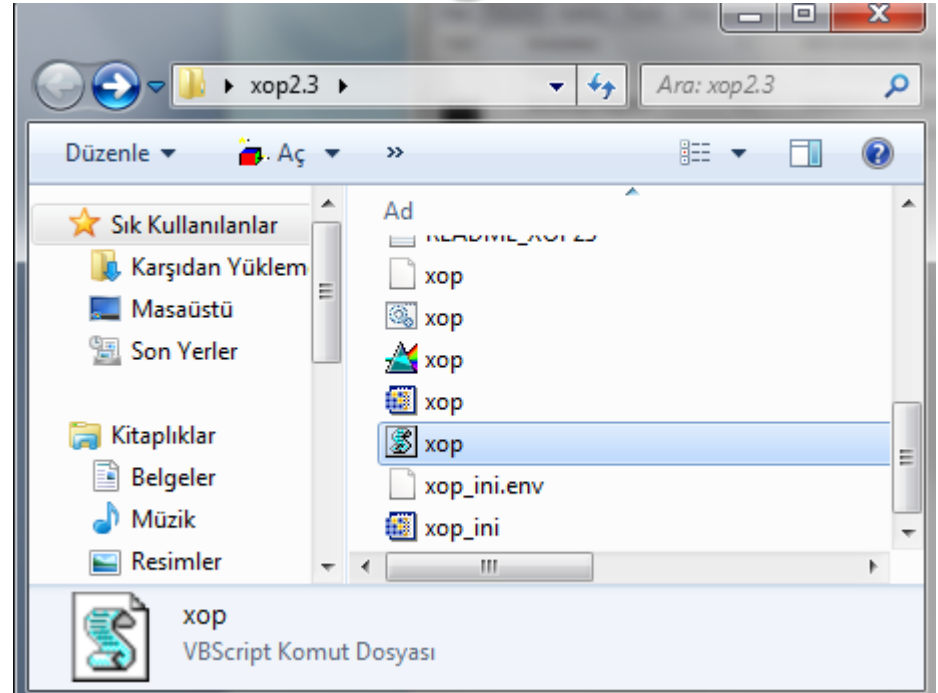 xop2.3
Ara: xop2.3
Düzenle
Aç
»
Sık Kullanılanlar
Karşıdan Yüklem
Masaüstü
Son Yerler
Kitaplıklar
Belgeler
Müzik
Resimler
Ad
README_XOP23
xop
xop
xop
xop
xop
xop_ini.env
xop_ini
xop
VBScript Komut Dosyası